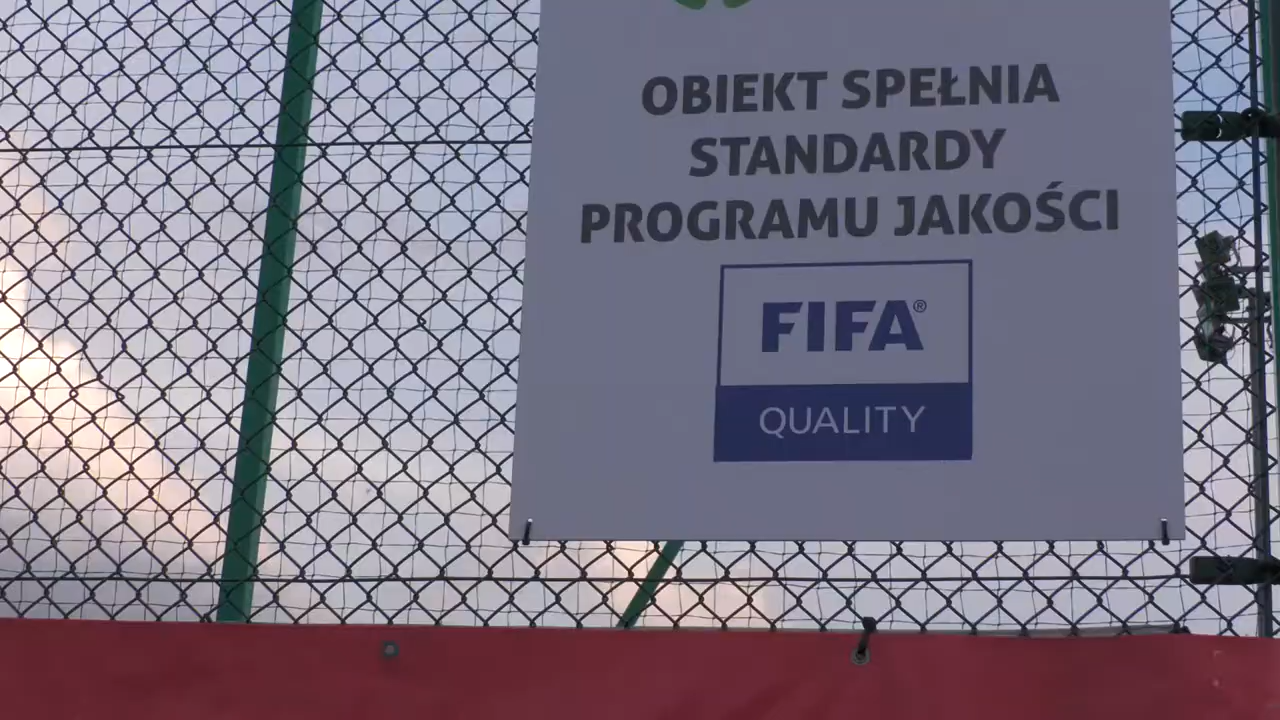 OBIEKT SPEŁNIA
STANDARDY
PROGRAMU JAKOŚCI
FIFA®
QUALITY